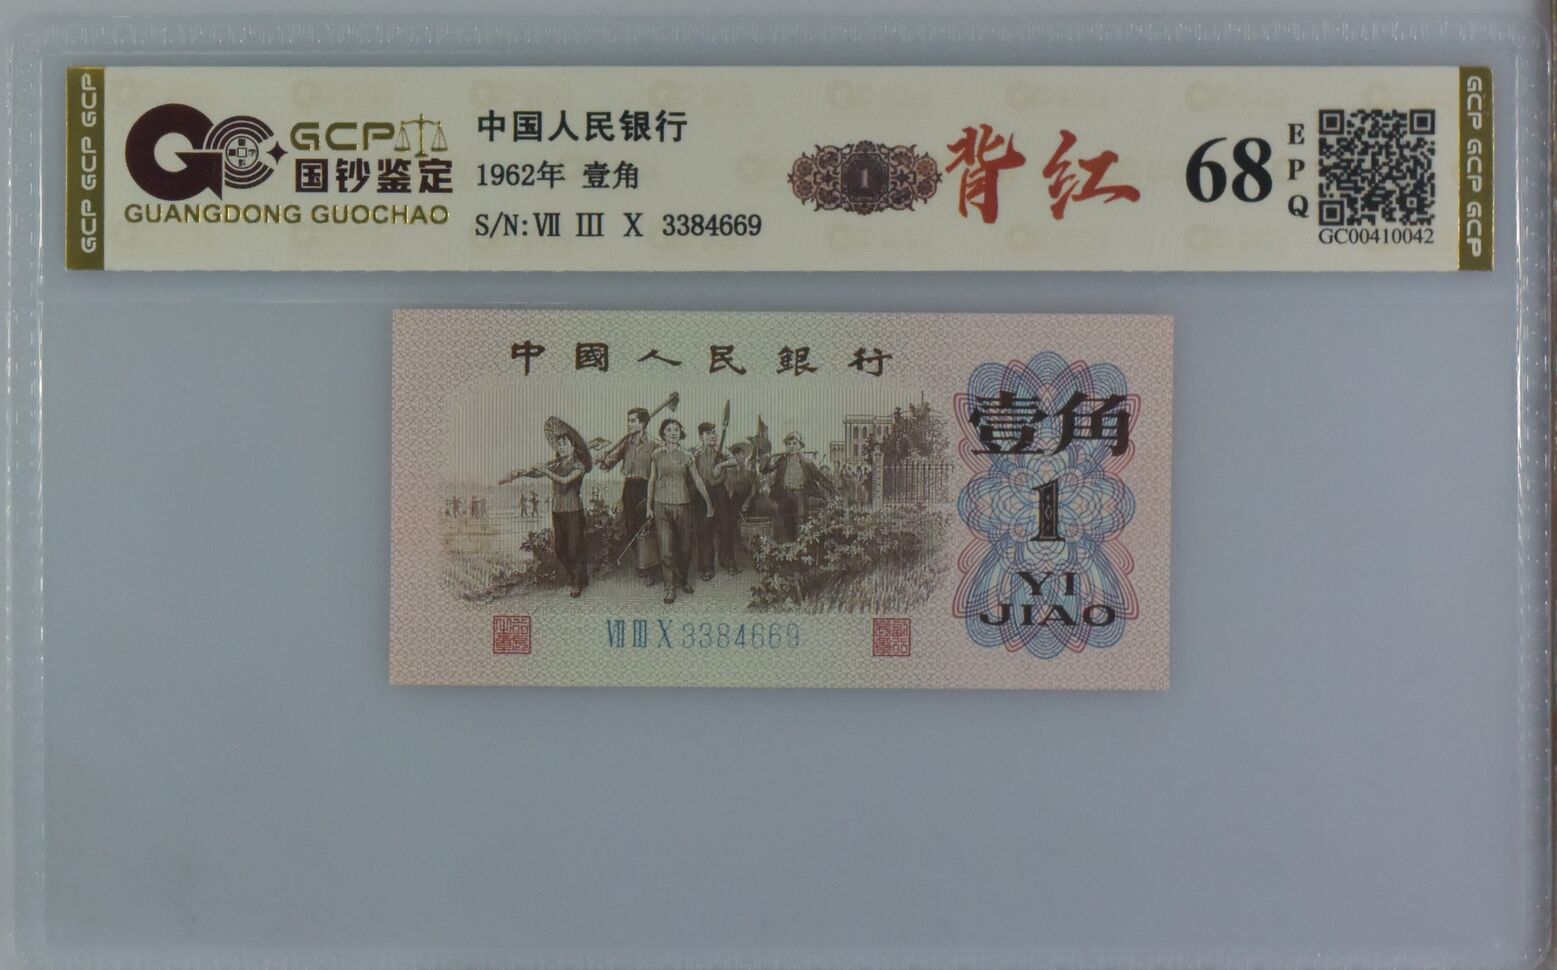 GCP GCP GCP
GCP
国钞鉴定
GUANGDONG GUOCHAO
中国人民银行
1962年 壹角
S/N: Ⅶ Ⅲ Ⅹ 3384669
1
背红
68
EPQ
GC00410042
GCP GCP GCP
中國人民銀行
壹角
1
YI
JIAO
Ⅶ Ⅲ Ⅹ 3384669